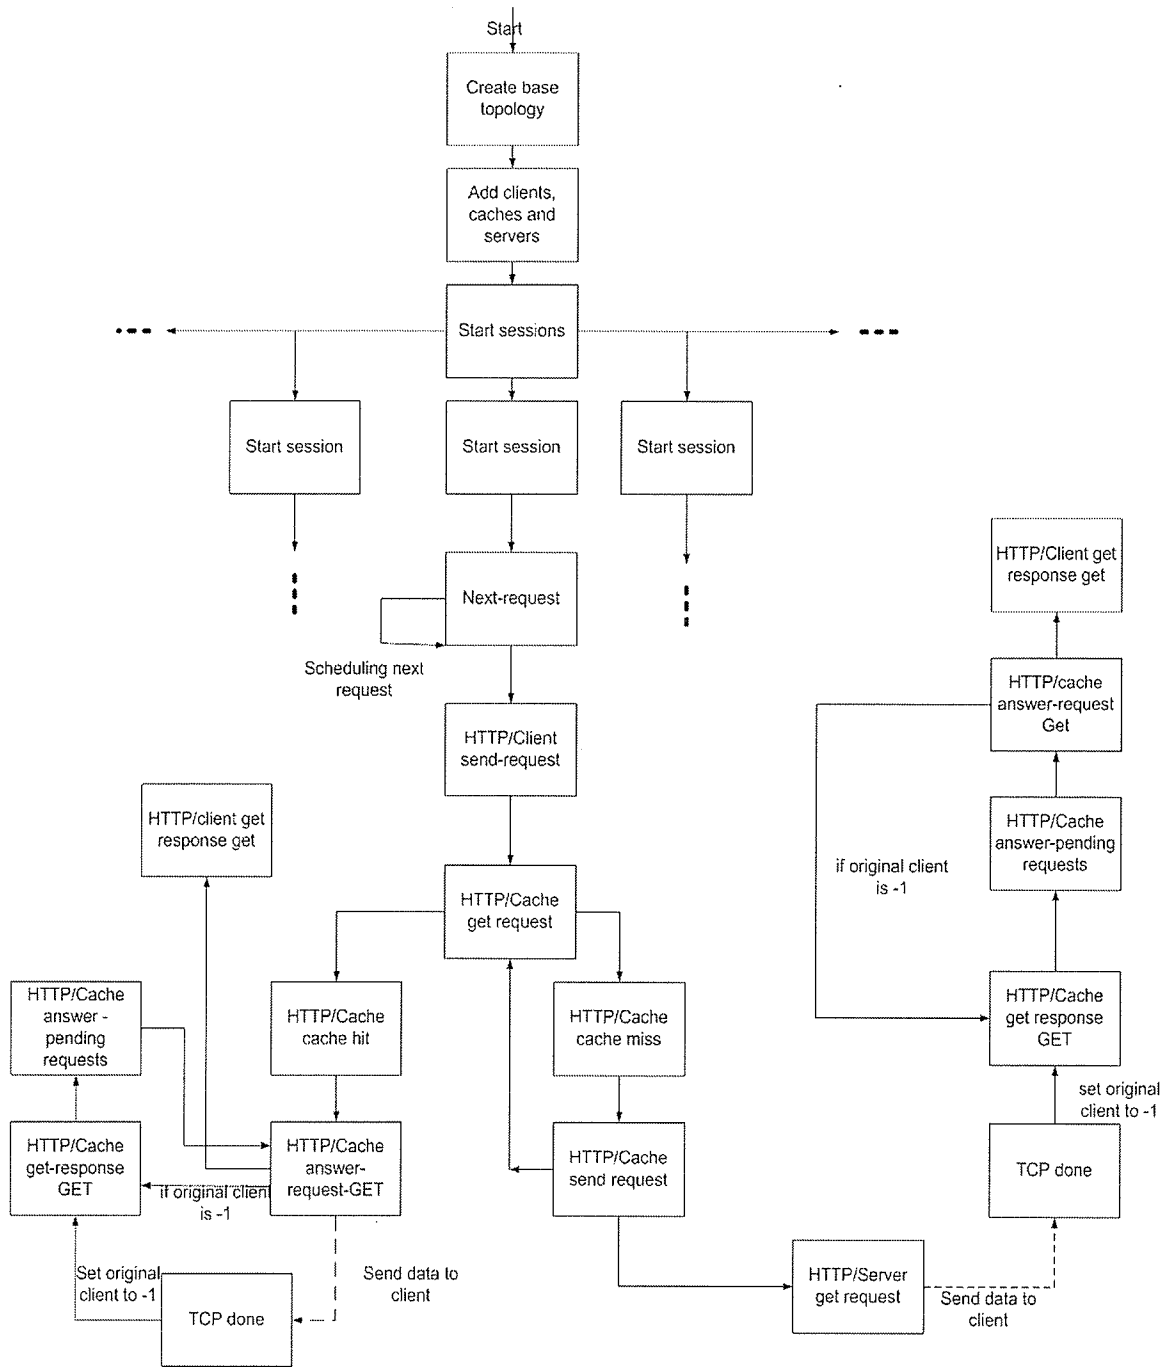 Start
Create base
topology
Add clients,
caches and
servers
Start sessions
Start session
Start session
Start session
Next-request
Scheduling next
request
HTTP/Client
send-request
HTTP/Client get
response get
HTTP/cache
answer-request
Get
HTTP/Cache
answer-pending
requests
if original client
is -1
HTTP/Cache
get response
GET
set original
client to -1
TCP done
HTTP/client get
response get
HTTP/Cache
get request
HTTP/Cache
answer -
pending
requests
HTTP/Cache
cache hit
HTTP/Cache
cache miss
HTTP/Cache
get-response
GET
if original client
is -1
HTTP/Cache
answer-
request-GET
HTTP/Cache
send request
Set original
client to -1
TCP done
Send data to
client
HTTP/Server
get request
Send data to
client